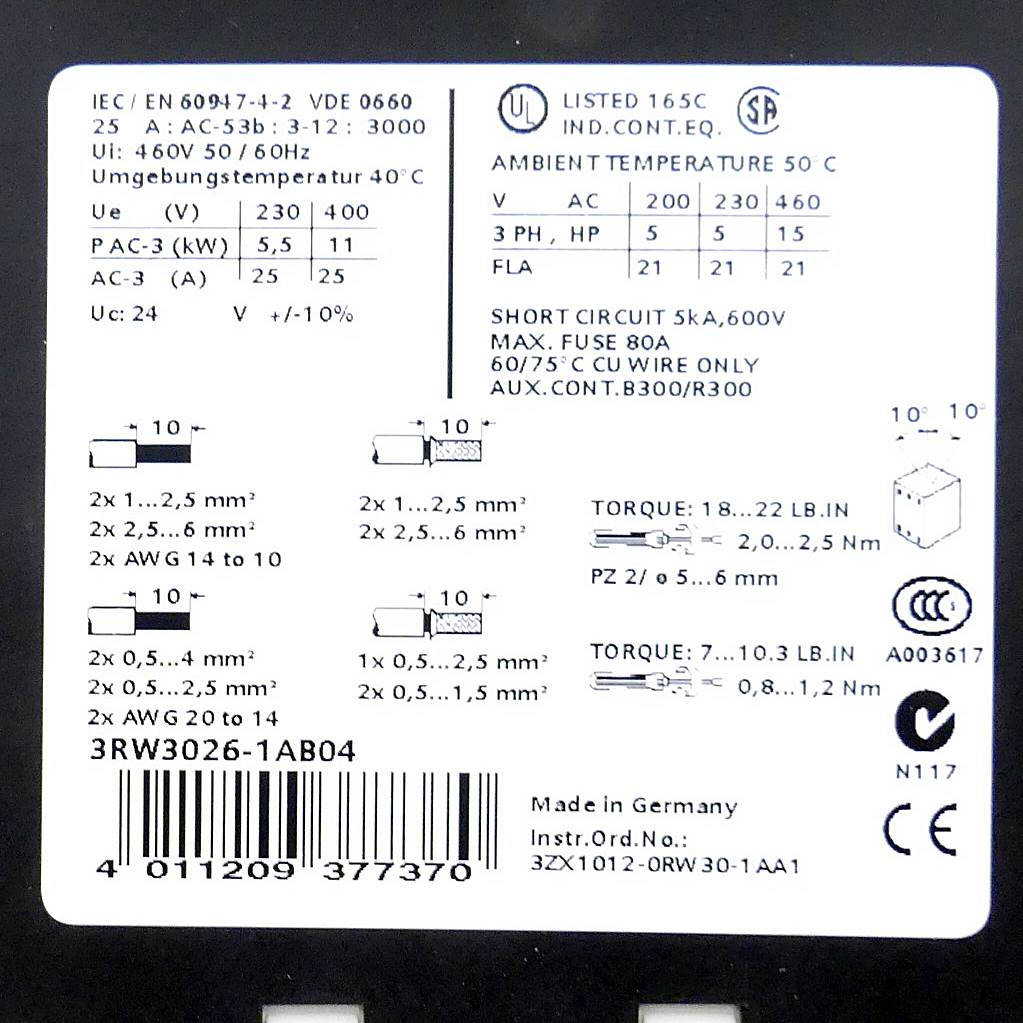 IEC / EN 60947-4-2 VDE 0660
25 A : AC-53b : 3-12 : 3000
Ui: 460V 50 / 60Hz
Umgebungstemperatur 40°C
Ue (V) 230 400
P AC-3 (kW) 5,5 11
AC-3 (A) 25 25
Uc: 24 V +/-10%
UL LISTED 165C SA
IND.CONT.EQ.
AMBIENT TEMPERATURE 50°C
V AC 200 230 460
3 PH , HP 5 5 15
FLA 21 21 21
SHORT CIRCUIT 5kA,600V
MAX. FUSE 80A
60/75°C CU WIRE ONLY
AUX.CONT.B300/R300
10
2x 1...2,5 mm²
2x 2,5...6 mm²
2x AWG 14 to 10
10
2x 1...2,5 mm²
2x 2,5...6 mm²
TORQUE: 18...22 LB.IN
2,0...2,5 Nm
PZ 2/ ø 5...6 mm
10° 10°
10
2x 0,5...4 mm²
2x 0,5...2,5 mm²
2x AWG 20 to 14
10
1x 0,5...2,5 mm²
2x 0,5...1,5 mm²
TORQUE: 7...10.3 LB.IN
0,8...1,2 Nm
CCC S
A003617
N117
CE
3RW3026-1AB04
4 011209 377370
Made in Germany
Instr.Ord.No.:
3ZX1012-0RW30-1AA1